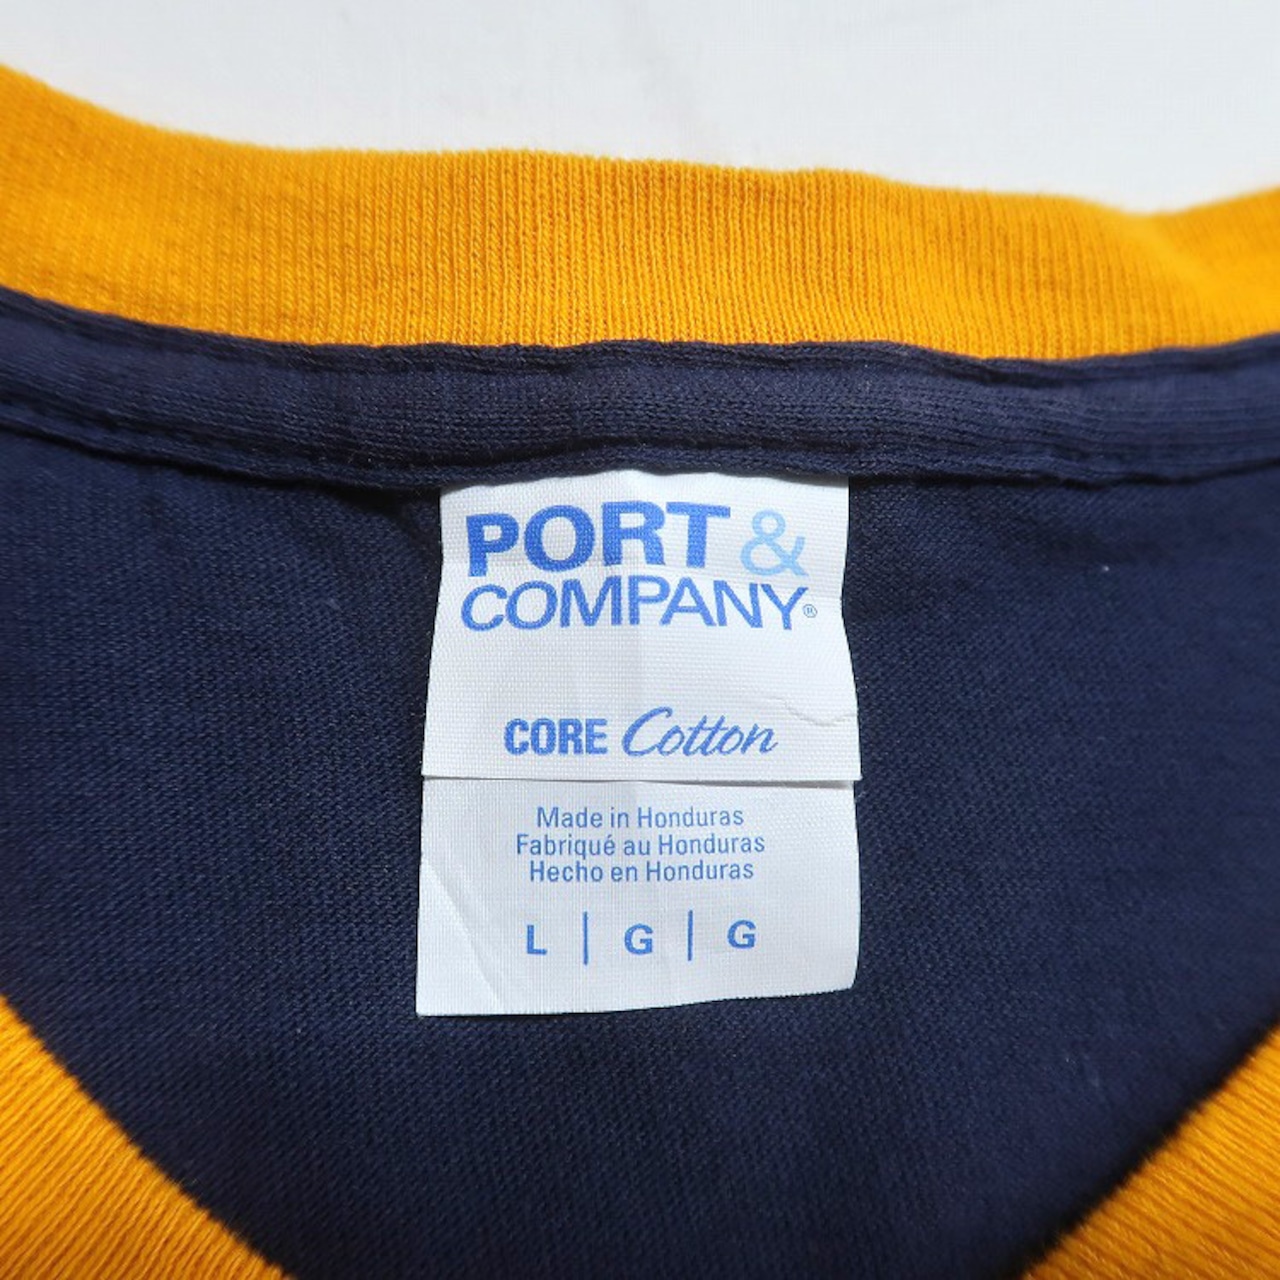 PORT &
COMPANY®
CORE Cotton
Made in Honduras
Fabriqué au Honduras
Hecho en Honduras
L | G | G